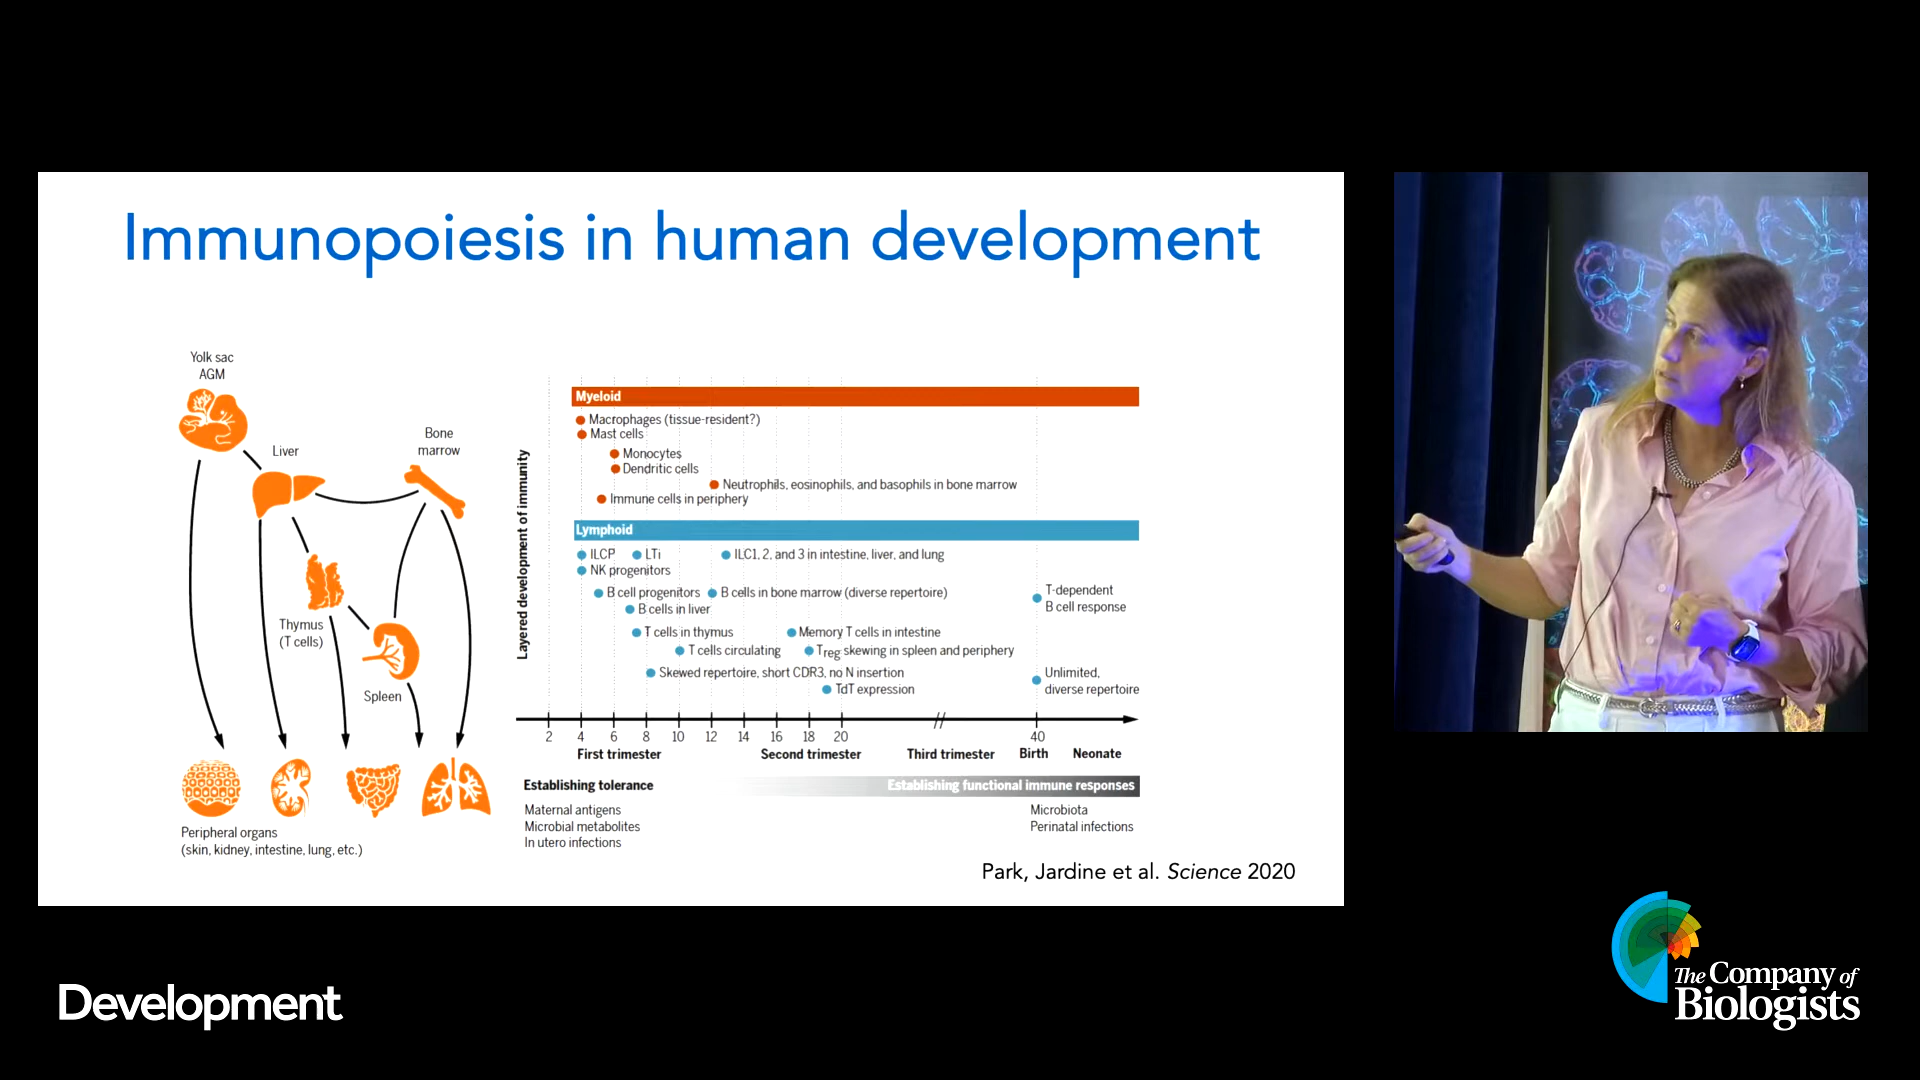 Immunopoiesis in human development
Yolk sac
AGM
Liver
Bone
marrow
Thymus
(T cells)
Spleen
Peripheral organs
(skin, kidney, intestine, lung, etc.)
Layered development of immunity
Myeloid
Macrophages (tissue-resident?)
Mast cells
Monocytes
Dendritic cells
Neutrophils, eosinophils, and basophils in bone marrow
Immune cells in periphery
Lymphoid
ILCP LTi ILC1, 2, and 3 in intestine, liver, and lung
NK progenitors
B cell progenitors B cells in bone marrow (diverse repertoire)
B cells in liver
T-dependent
B cell response
T cells in thymus Memory T cells in intestine
T cells circulating Treg skewing in spleen and periphery
Skewed repertoire, short CDR3, no N insertion
TdT expression
Unlimited,
diverse repertoire
2 4 6 8 10 12 14 16 18 20 40
First trimester Second trimester Third trimester Birth Neonate
Establishing tolerance Establishing functional immune responses
Maternal antigens
Microbial metabolites
In utero infections
Microbiota
Perinatal infections
Park, Jardine et al. Science 2020
Development
The Company of
Biologists